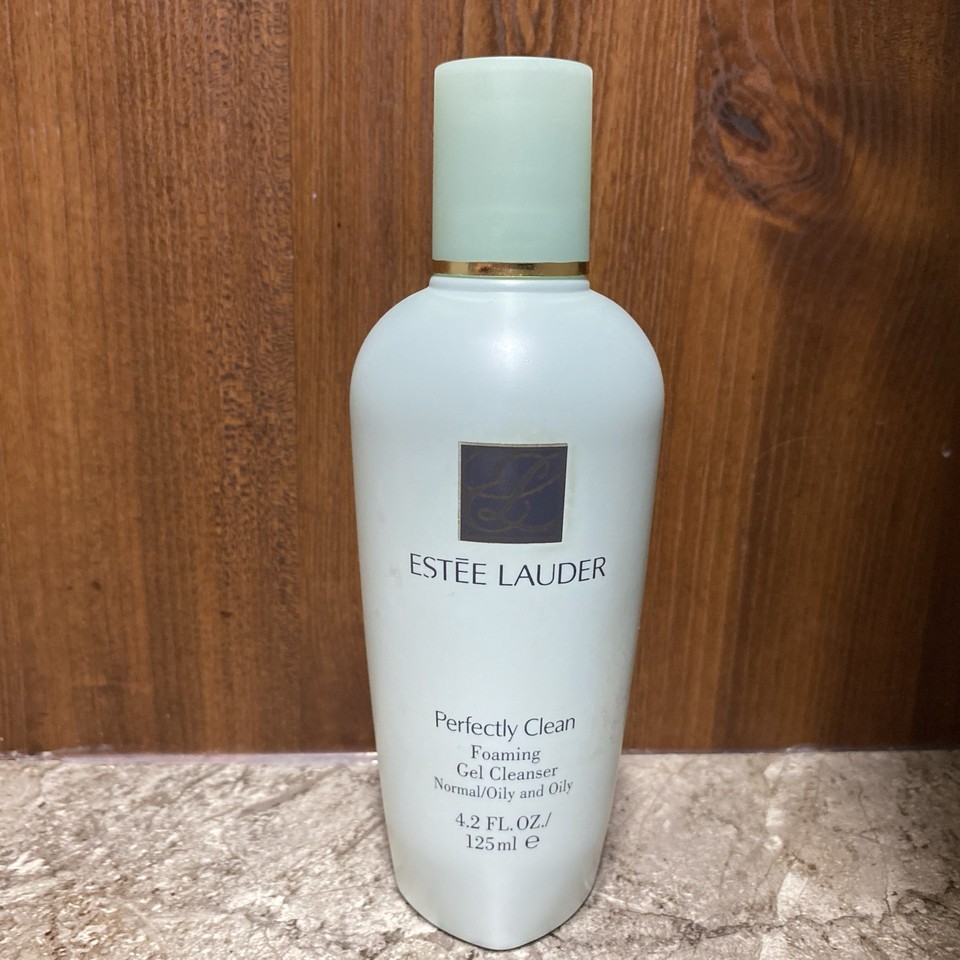 ESTĒE LAUDER
Perfectly Clean
Foaming
Gel Cleanser
Normal/Oily and Oily
4.2 FL.OZ./
125ml ℮